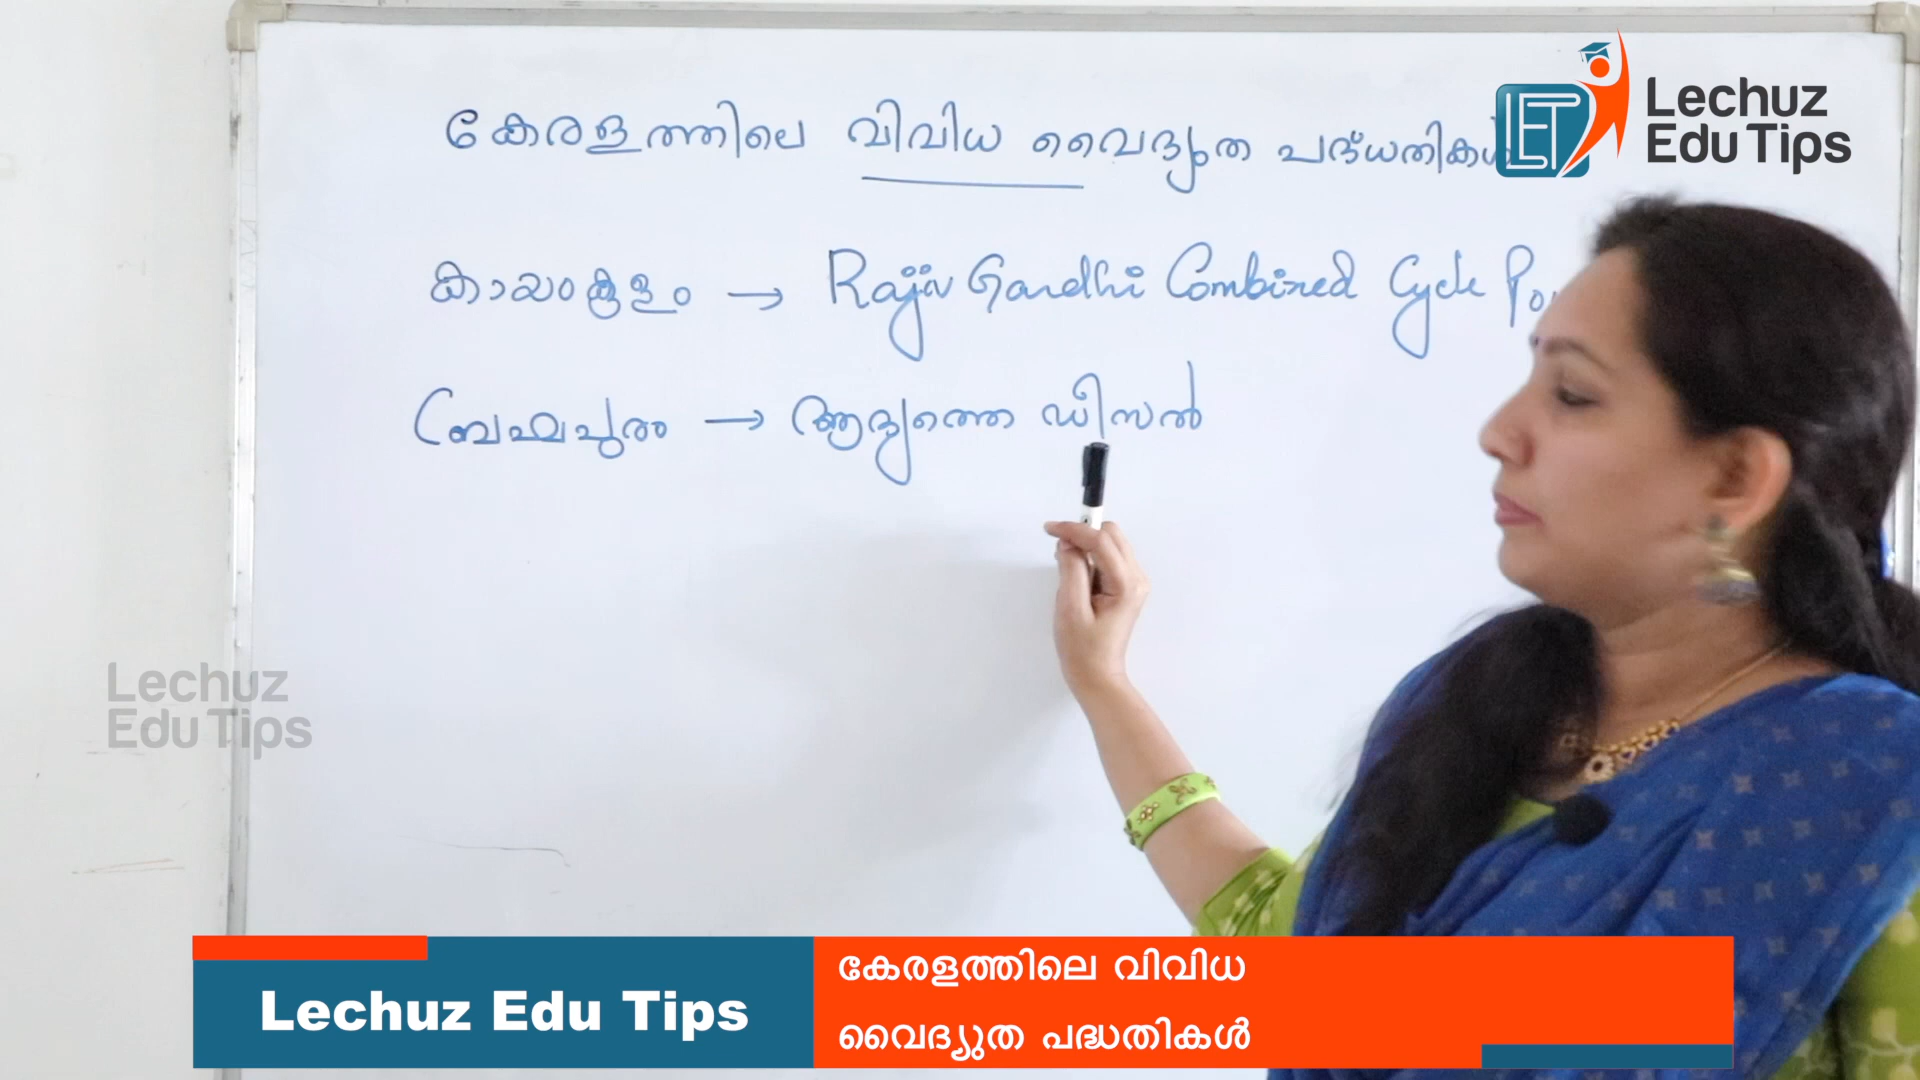 കേരളത്തിലെ വിവിധ വൈദ്യുത പദ്ധതികൾ
LET
Lechuz
Edu Tips
കായംകുളം → Rajiv Gandhi Combined Cycle
ബ്രഹ്മപുരം → ആദ്യത്തെ ഡീസൽ
Lechuz
Edu Tips
Lechuz Edu Tips
കേരളത്തിലെ വിവിധ
വൈദ്യുത പദ്ധതികൾ